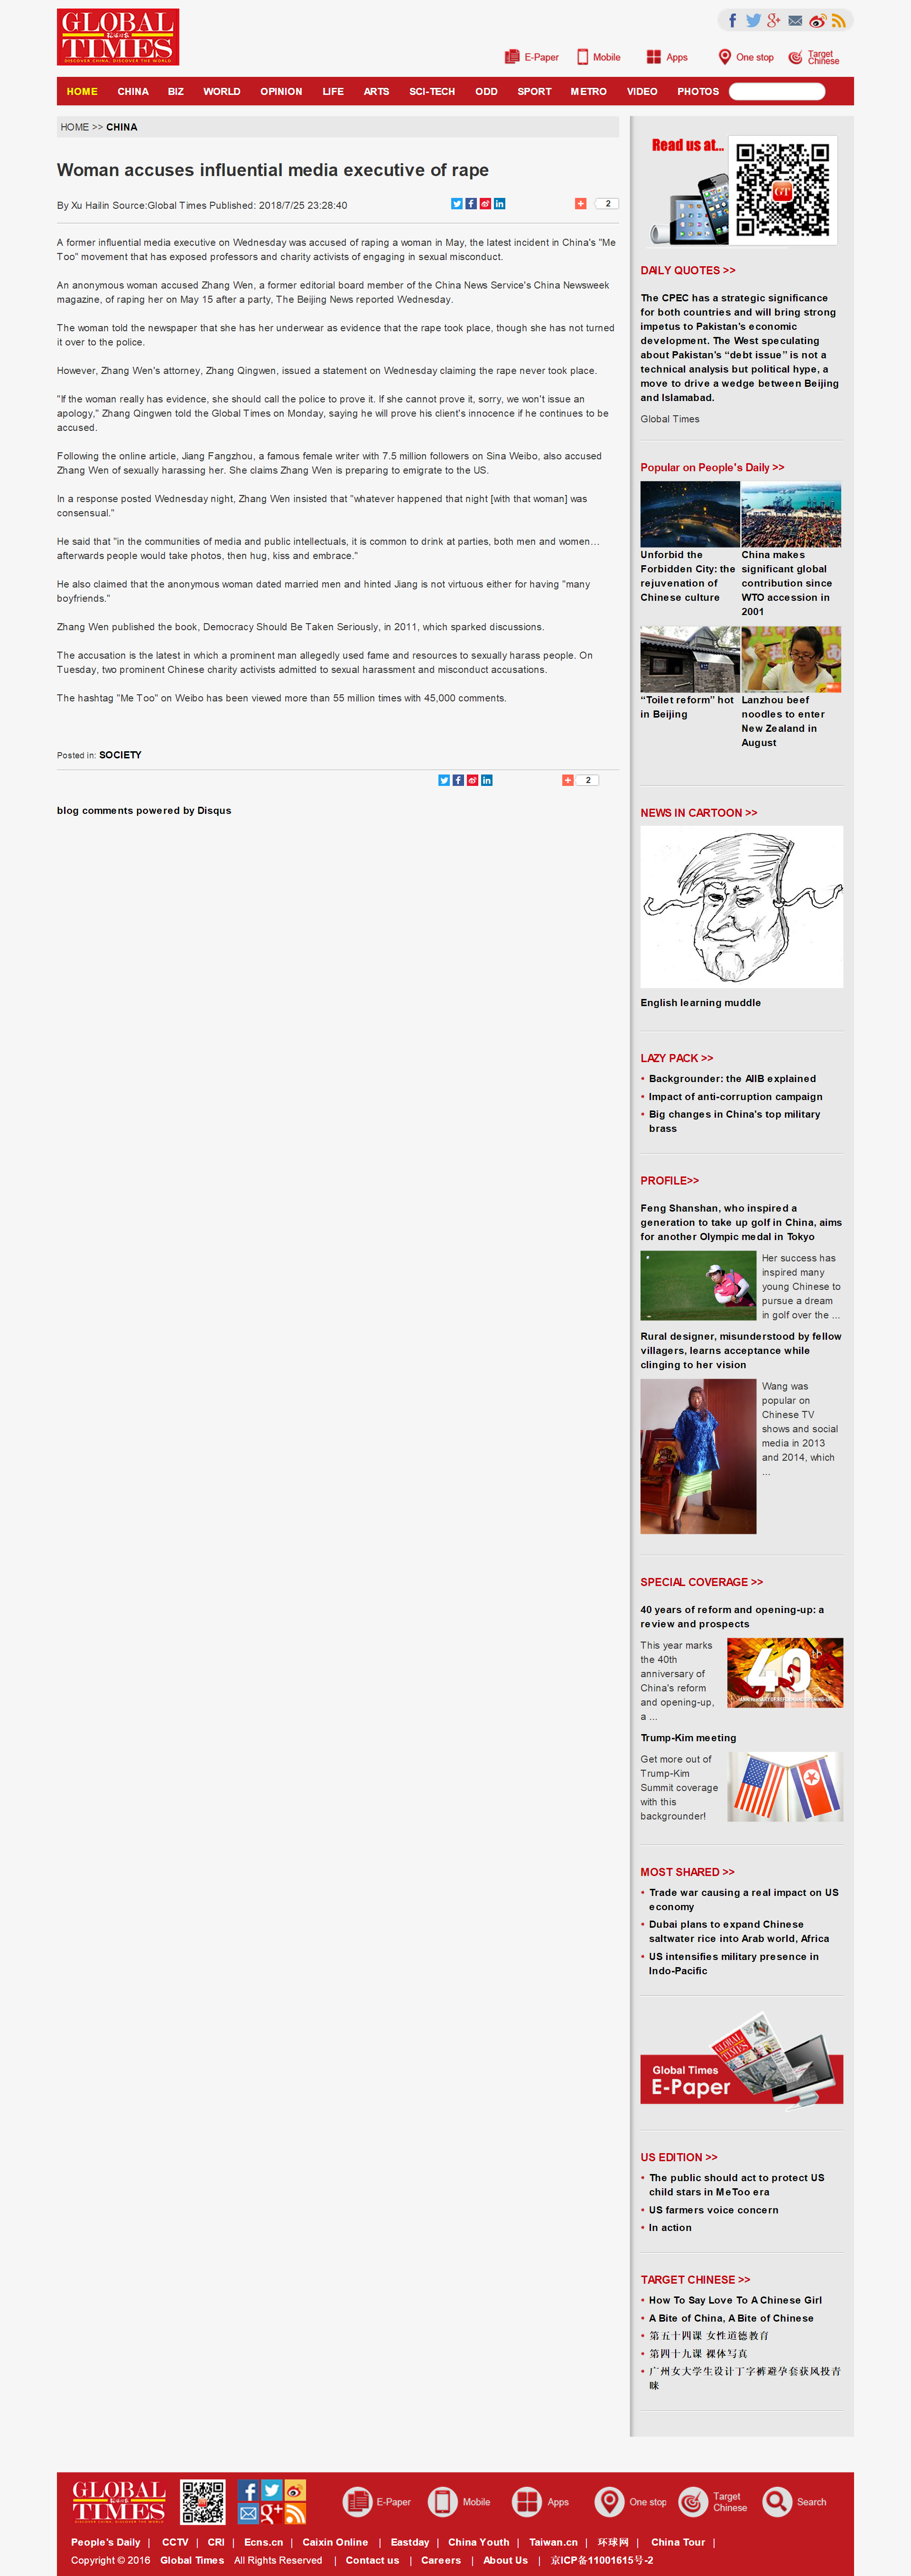 GLOBAL
TIMES
DISCOVER CHINA, DISCOVER THE WORLD
E-Paper
Mobile
Apps
One stop
Target
Chinese
HOME CHINA BIZ WORLD OPINION LIFE ARTS SCI-TECH ODD SPORT METRO VIDEO PHOTOS
HOME >> CHINA
Woman accuses influential media executive of rape
By Xu Hailin Source:Global Times Published: 2018/7/25 23:28:40
2
A former influential media executive on Wednesday was accused of raping a woman in May, the latest incident in China's "Me
Too" movement that has exposed professors and charity activists of engaging in sexual misconduct.
An anonymous woman accused Zhang Wen, a former editorial board member of the China News Service's China Newsweek
magazine, of raping her on May 15 after a party, The Beijing News reported Wednesday.
The woman told the newspaper that she has her underwear as evidence that the rape took place, though she has not turned
it over to the police.
However, Zhang Wen's attorney, Zhang Qingwen, issued a statement on Wednesday claiming the rape never took place.
"If the woman really has evidence, she should call the police to prove it. If she cannot prove it, sorry, we won't issue an
apology," Zhang Qingwen told the Global Times on Monday, saying he will prove his client's innocence if he continues to be
accused.
Following the online article, Jiang Fangzhou, a famous female writer with 7.5 million followers on Sina Weibo, also accused
Zhang Wen of sexually harassing her. She claims Zhang Wen is preparing to emigrate to the US.
In a response posted Wednesday night, Zhang Wen insisted that "whatever happened that night [with that woman] was
consensual."
He said that "in the communities of media and public intellectuals, it is common to drink at parties, both men and women…
afterwards people would take photos, then hug, kiss and embrace."
He also claimed that the anonymous woman dated married men and hinted Jiang is not virtuous either for having "many
boyfriends."
Zhang Wen published the book, Democracy Should Be Taken Seriously, in 2011, which sparked discussions.
The accusation is the latest in which a prominent man allegedly used fame and resources to sexually harass people. On
Tuesday, two prominent Chinese charity activists admitted to sexual harassment and misconduct accusations.
The hashtag "Me Too" on Weibo has been viewed more than 55 million times with 45,000 comments.
Posted in: SOCIETY
2
blog comments powered by Disqus
Read us at...
GT
DAILY QUOTES >>
The CPEC has a strategic significance
for both countries and will bring strong
impetus to Pakistan's economic
development. The West speculating
about Pakistan's “debt issue” is not a
technical analysis but political hype, a
move to drive a wedge between Beijing
and Islamabad.
Global Times
Popular on People's Daily >>
Unforbid the
Forbidden City: the
rejuvenation of
Chinese culture
China makes
significant global
contribution since
WTO accession in
2001
“Toilet reform” hot
in Beijing
Lanzhou beef
noodles to enter
New Zealand in
August
NEWS IN CARTOON >>
English learning muddle
LAZY PACK >>
• Backgrounder: the AIIB explained
• Impact of anti-corruption campaign
• Big changes in China's top military
brass
PROFILE>>
Feng Shanshan, who inspired a
generation to take up golf in China, aims
for another Olympic medal in Tokyo
Her success has
inspired many
young Chinese to
pursue a dream
in golf over the ...
Rural designer, misunderstood by fellow
villagers, learns acceptance while
clinging to her vision
Wang was
popular on
Chinese TV
shows and social
media in 2013
and 2014, which
...
SPECIAL COVERAGE >>
40 years of reform and opening-up: a
review and prospects
This year marks
the 40th
anniversary of
China's reform
and opening-up,
a ...
40th
Trump-Kim meeting
Get more out of
Trump-Kim
Summit coverage
with this
backgrounder!
MOST SHARED >>
• Trade war causing a real impact on US
economy
• Dubai plans to expand Chinese
saltwater rice into Arab world, Africa
• US intensifies military presence in
Indo-Pacific
Global Times
E-Paper
US EDITION >>
• The public should act to protect US
child stars in MeToo era
• US farmers voice concern
• In action
TARGET CHINESE >>
• How To Say Love To A Chinese Girl
• A Bite of China, A Bite of Chinese
• 第五十四课 女性道德教育
• 第四十九课 裸体写真
• 广州女大学生设计丁字裤避孕套获风投青
睐
GLOBAL
TIMES
DISCOVER CHINA, DISCOVER THE WORLD
E-Paper
Mobile
Apps
One stop
Target
Chinese
Search
People's Daily | CCTV | CRI | Ecns.cn | Caixin Online | Eastday | China Youth | Taiwan.cn | 环球网 | China Tour |
Copyright © 2016 Global Times All Rights Reserved | Contact us | Careers | About Us | 京ICP备11001615号-2